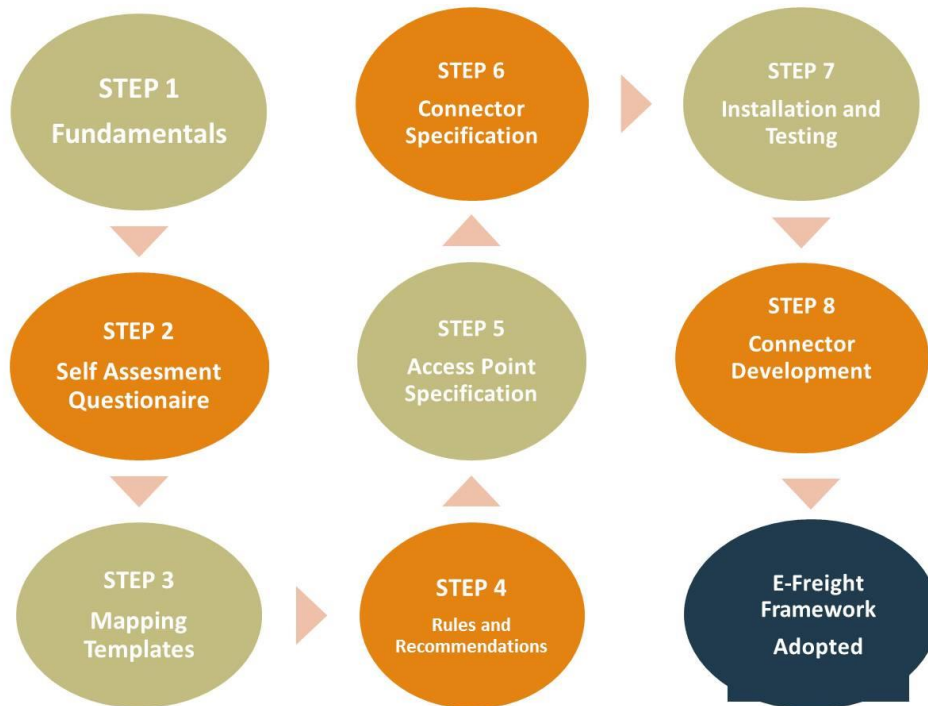 STEP 1
Fundamentals
STEP 2
Self Assesment
Questionaire
STEP 3
Mapping
Templates
STEP 4
Rules and
Recommendations
STEP 5
Access Point
Specification
STEP 6
Connector
Specification
STEP 7
Installation and
Testing
STEP 8
Connector
Development
E-Freight
Framework
Adopted